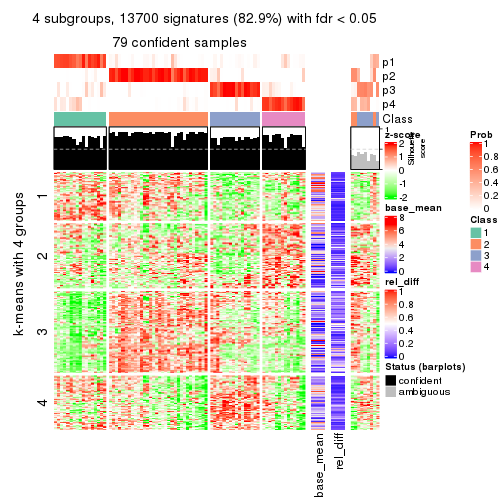 4 subgroups, 13700 signatures (82.9%) with fdr < 0.05
79 confident samples
p1
p2
p3
p4
Class
1
Silhouette
score
z-score
2
1
0
-1
-2
base_mean
8
6
4
2
0
rel_diff
1
0.8
0.6
0.4
0.2
0
Status (barplots)
confident
ambiguous
Prob
1
0.8
0.6
0.4
0.2
0
Class
1
2
3
4
k-means with 4 groups
1
2
3
4
base_mean
rel_diff